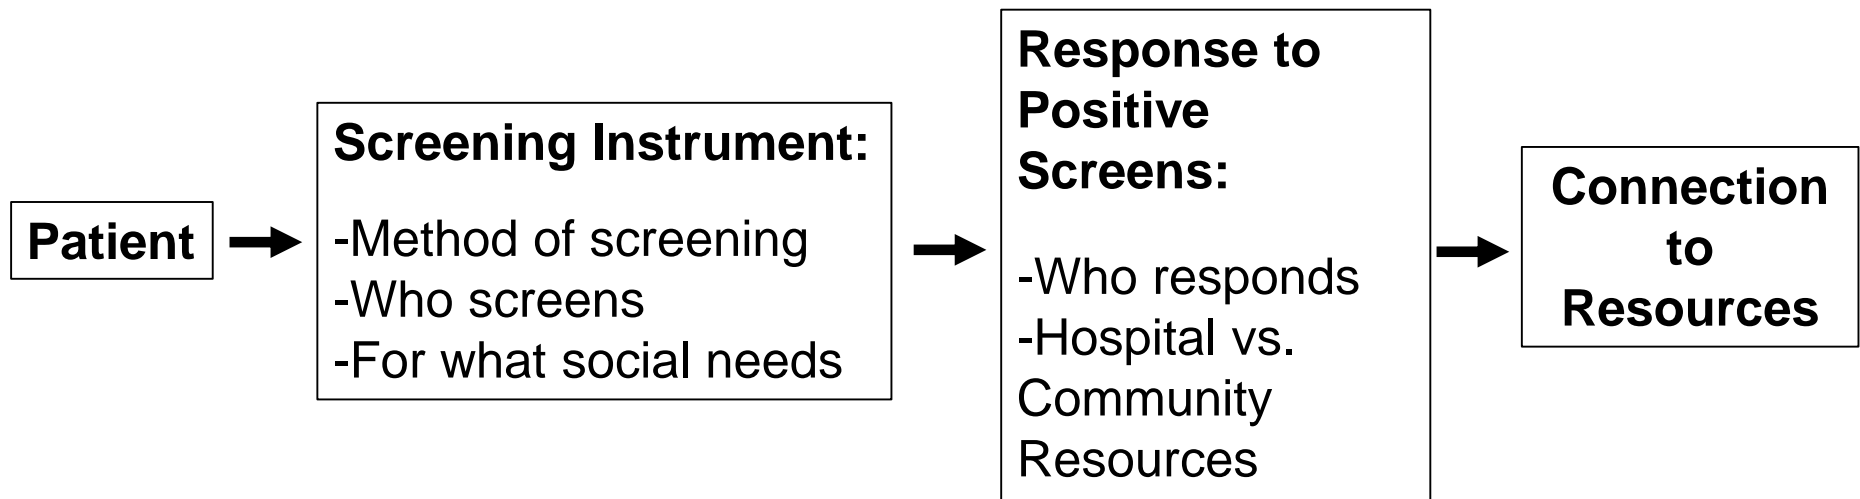 Patient
Screening Instrument:
-Method of screening
-Who screens
-For what social needs
Response to
Positive
Screens:
-Who responds
-Hospital vs.
Community
Resources
Connection
to
Resources